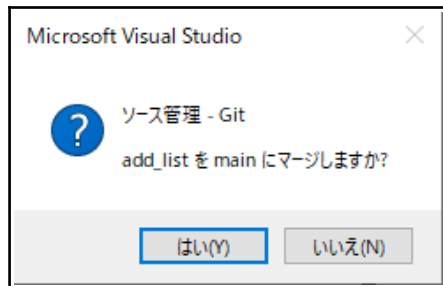 Microsoft Visual Studio
ソース管理 - Git
add_list を main にマージしますか?
はい(Y)
いいえ(N)